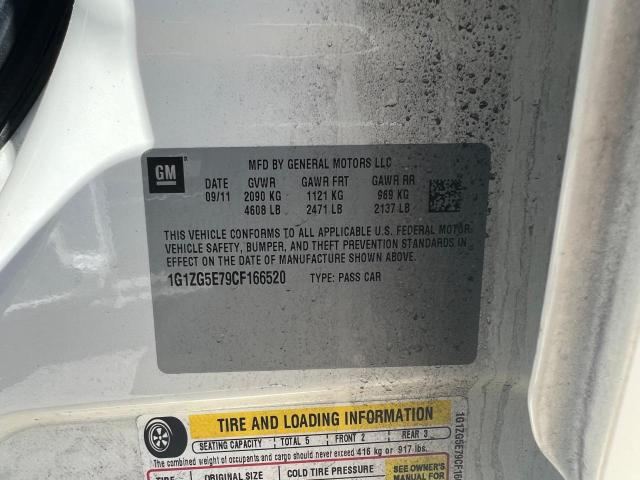 GM
MFD BY GENERAL MOTORS LLC
DATE GVWR GAWR FRT GAWR RR
09/11 2090 KG 1121 KG 969 KG
4608 LB 2471 LB 2137 LB
THIS VEHICLE CONFORMS TO ALL APPLICABLE U.S. FEDERAL MOTOR
VEHICLE SAFETY, BUMPER, AND THEFT PREVENTION STANDARDS IN
EFFECT ON THE DATE OF MANUFACTURE SHOWN ABOVE.
1G1ZG5E79CF166520 TYPE: PASS CAR
TIRE AND LOADING INFORMATION
SEATING CAPACITY TOTAL 5 FRONT 2 REAR 3
The combined weight of occupants and cargo should never exceed 416 kg or 917 lbs.
TIRE ORIGINAL SIZE COLD TIRE PRESSURE
SEE OWNER'S
MANUAL FOR
1G1ZG5E79CF16